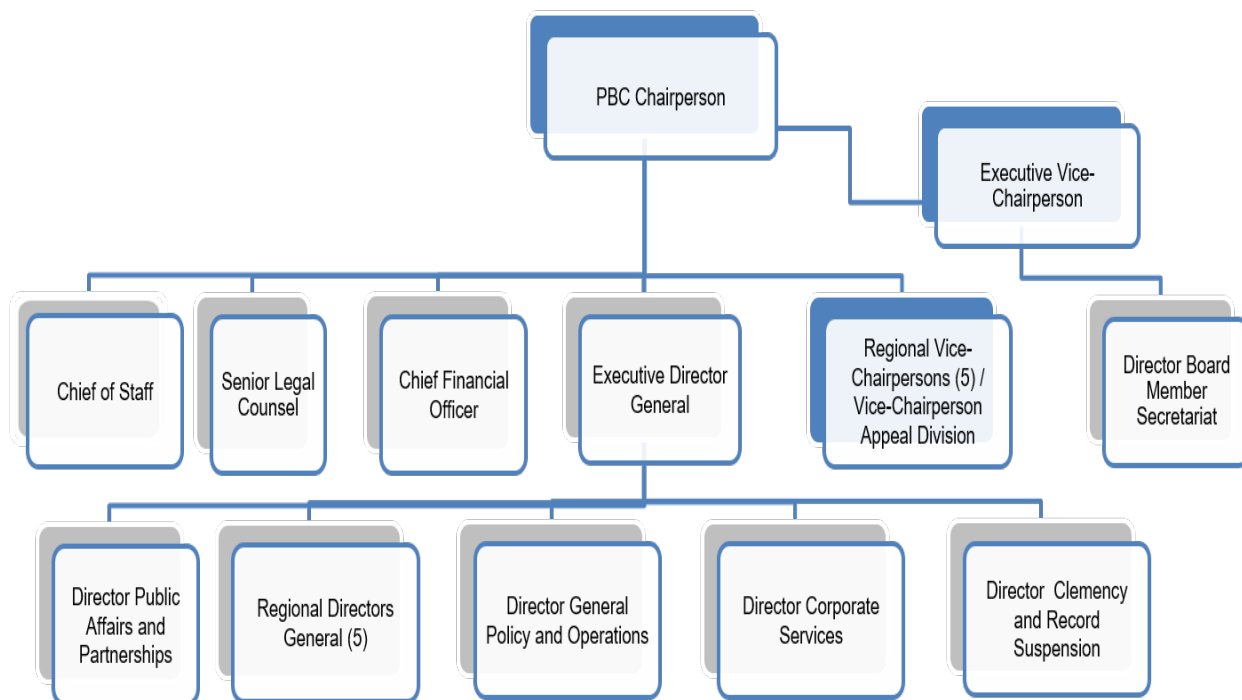 PBC Chairperson
Executive Vice-
Chairperson
Chief of Staff
Senior Legal
Counsel
Chief Financial
Officer
Executive Director
General
Regional Vice-
Chairpersons (5) /
Vice-Chairperson
Appeal Division
Director Board
Member
Secretariat
Director Public
Affairs and
Partnerships
Regional Directors
General (5)
Director General
Policy and Operations
Director Corporate
Services
Director Clemency
and Record
Suspension